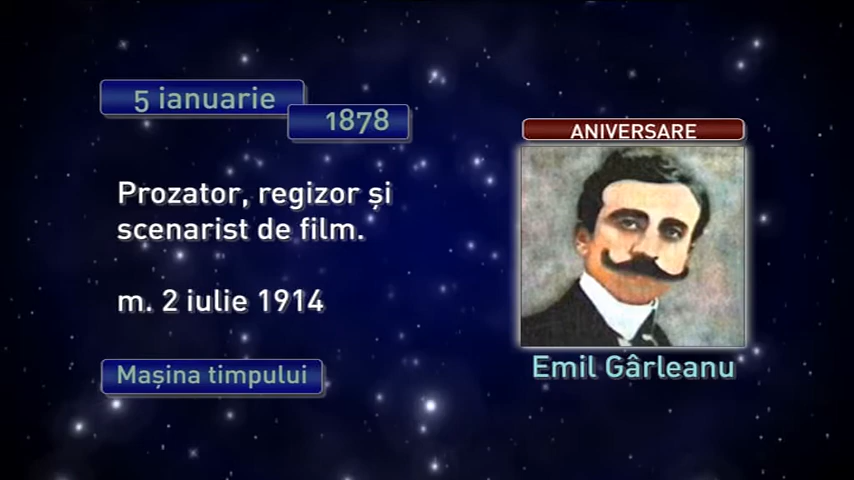 5 ianuarie
1878
Prozator, regizor și
scenarist de film.
m. 2 iulie 1914
Mașina timpului
ANIVERSARE
Emil Gârleanu